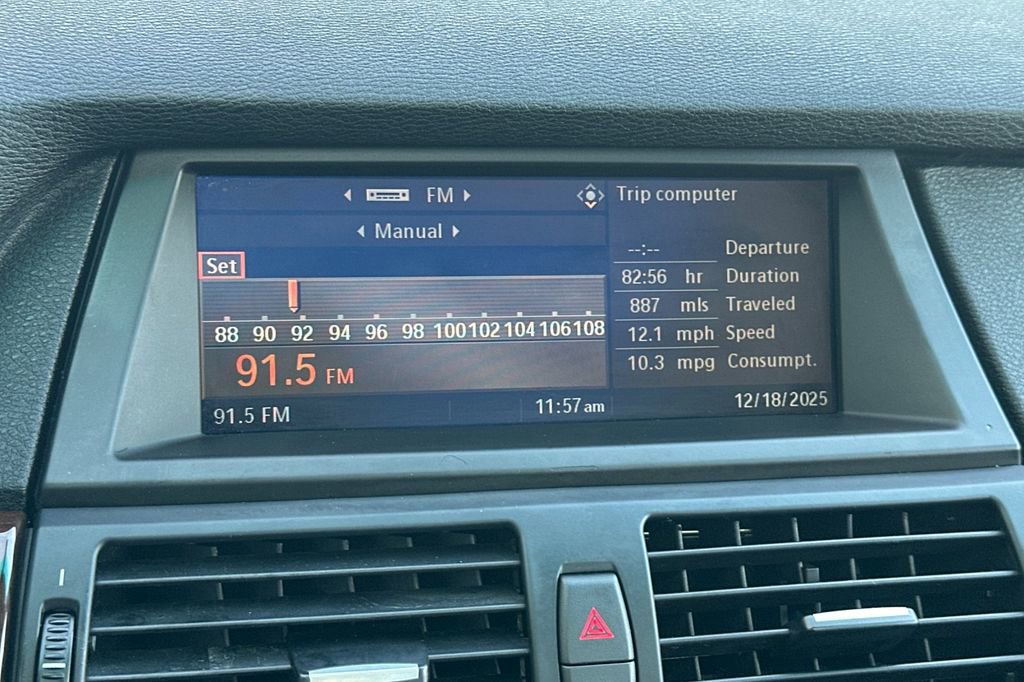 FM
Manual
Set
88 90 92 94 96 98 100 102 104 106 108
91.5 FM
91.5 FM
11:57 am
Trip computer
--:-- Departure
82:56 hr Duration
887 mls Traveled
12.1 mph Speed
10.3 mpg Consumpt.
12/18/2025